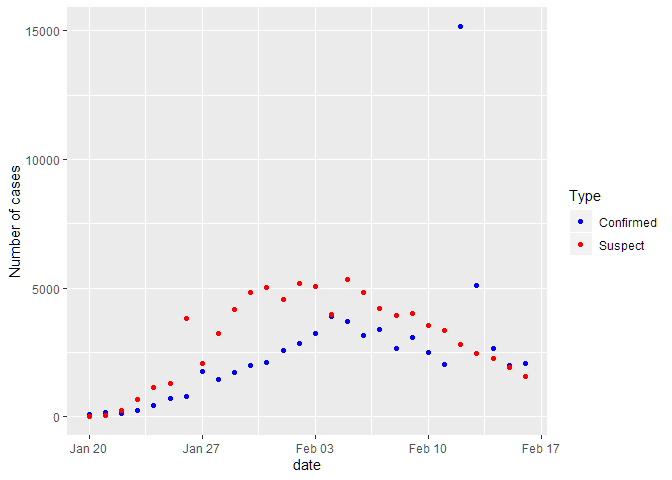 15000
10000
5000
0
Number of cases
Jan 20 Jan 27 Feb 03 Feb 10 Feb 17
date
Type
Confirmed
Suspect